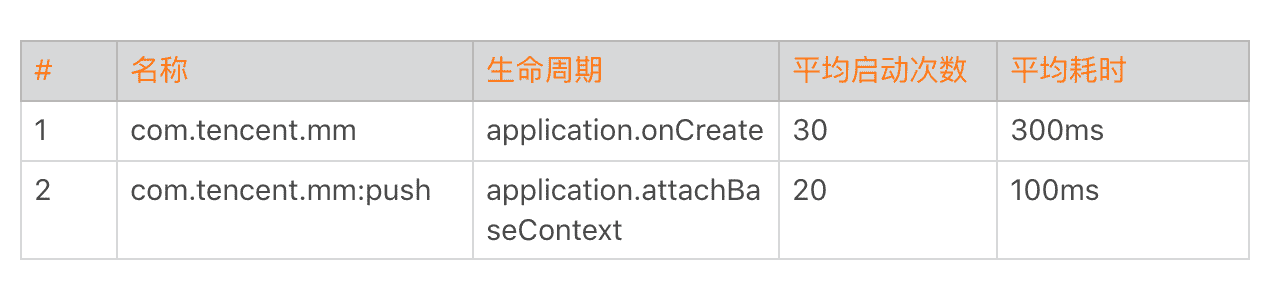 # 名称 生命周期 平均启动次数 平均耗时
1 com.tencent.mm application.onCreate 30 300ms
2 com.tencent.mm:push application.attachBa 20 100ms
seContext